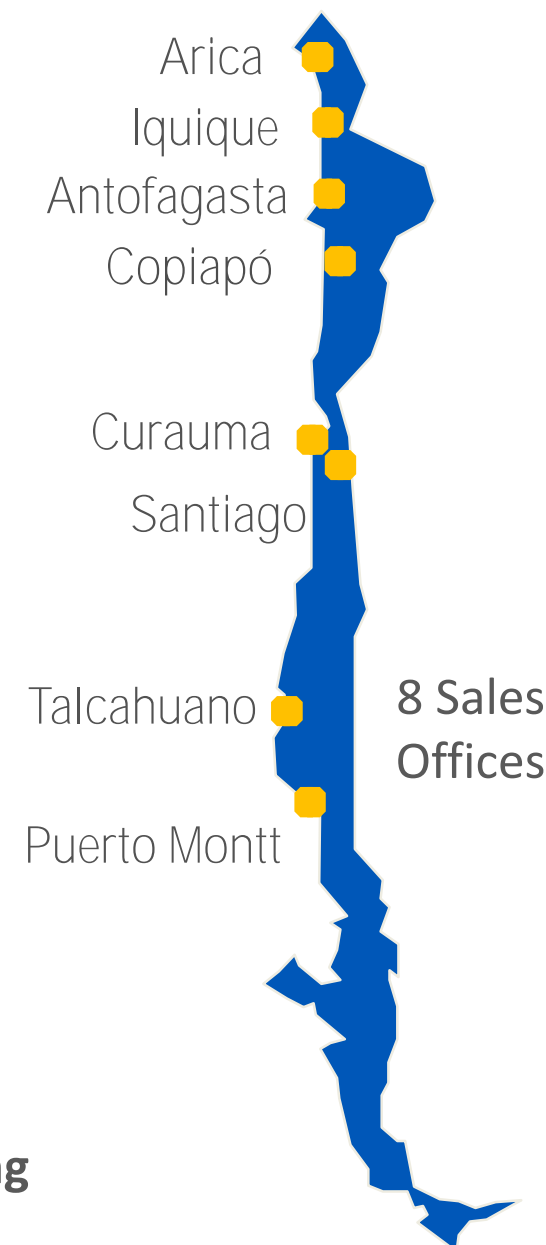 Arica
Iquique
Antofagasta
Copiapó
Curauma
Santiago
Talcahuano
8 Sales
Offices
Puerto Montt